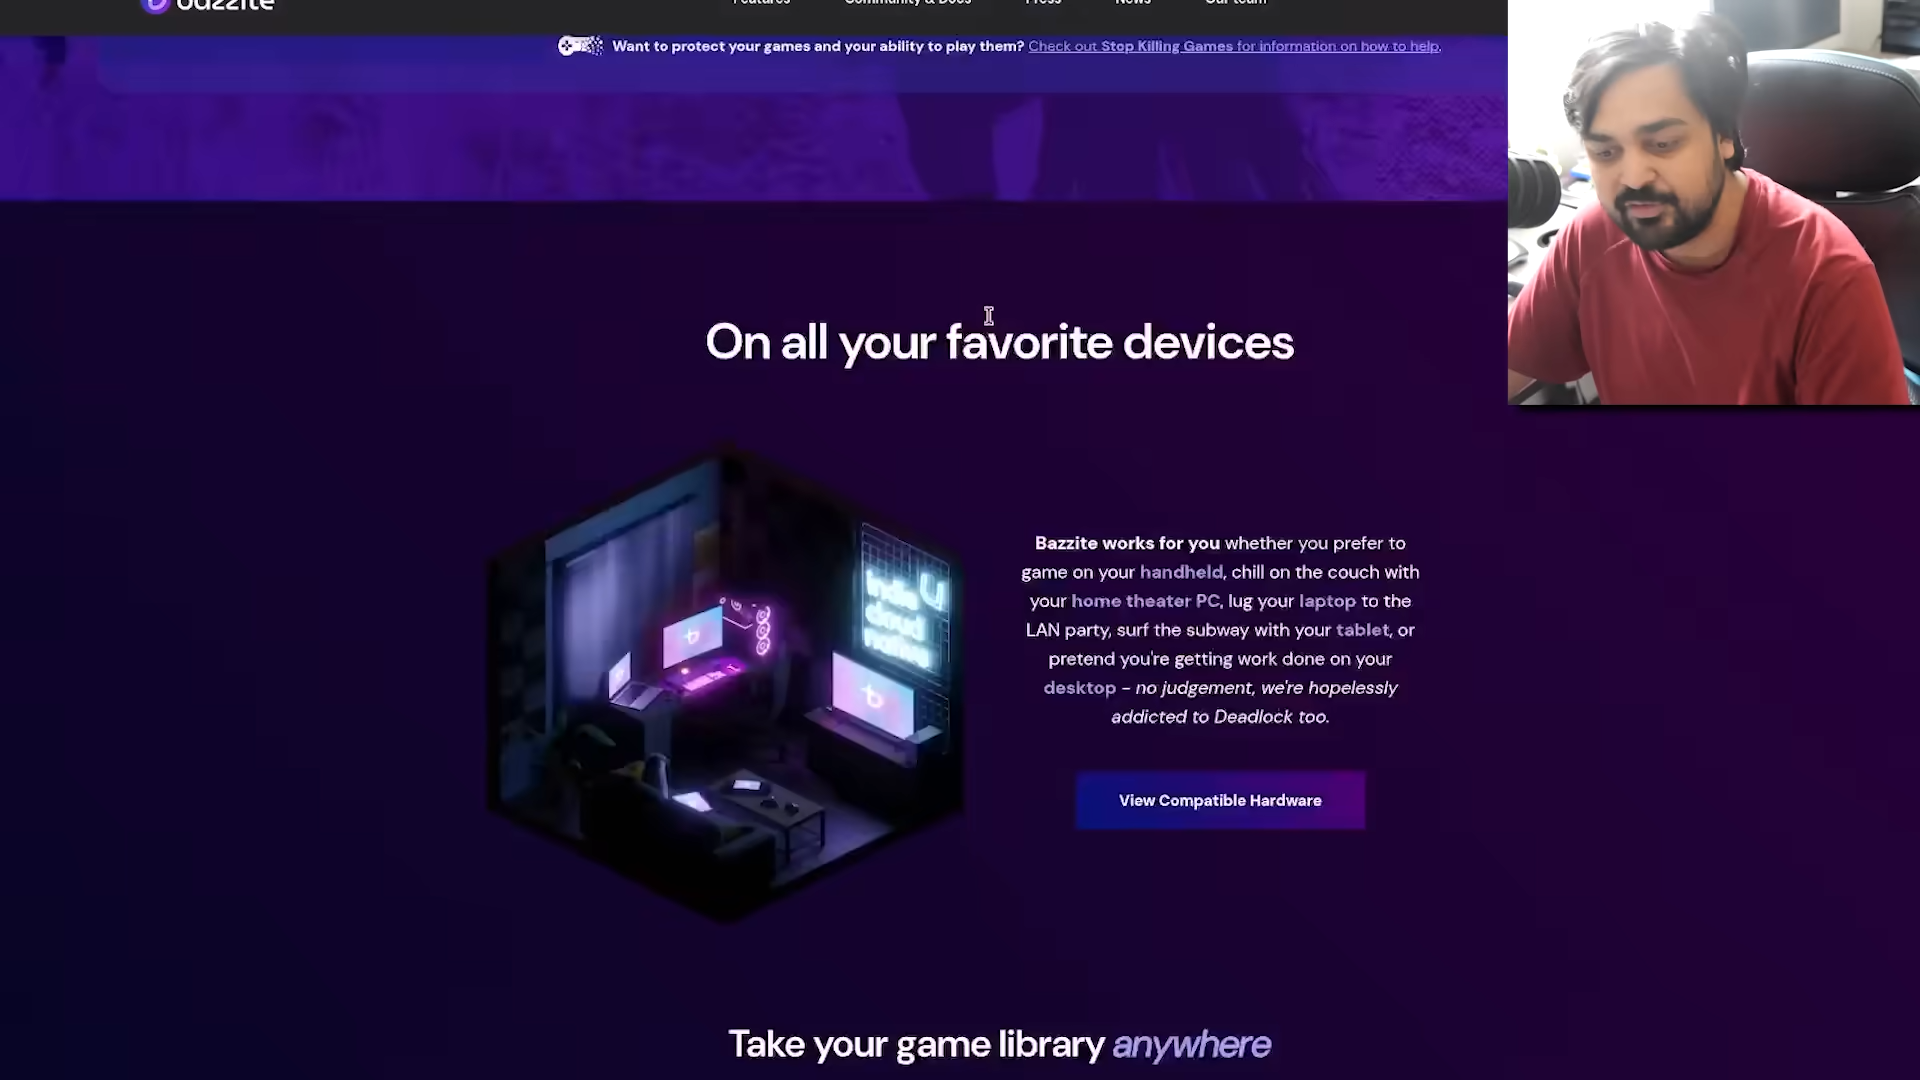 bazzite
Features Community & Docs Press News Our team
Want to protect your games and your ability to play them? Check out Stop Killing Games for information on how to help.
On all your favorite devices
indie
cloud
native
Bazzite works for you whether you prefer to
game on your handheld, chill on the couch with
your home theater PC, lug your laptop to the
LAN party, surf the subway with your tablet, or
pretend you're getting work done on your
desktop - no judgement, we're hopelessly
addicted to Deadlock too.
View Compatible Hardware
Take your game library anywhere